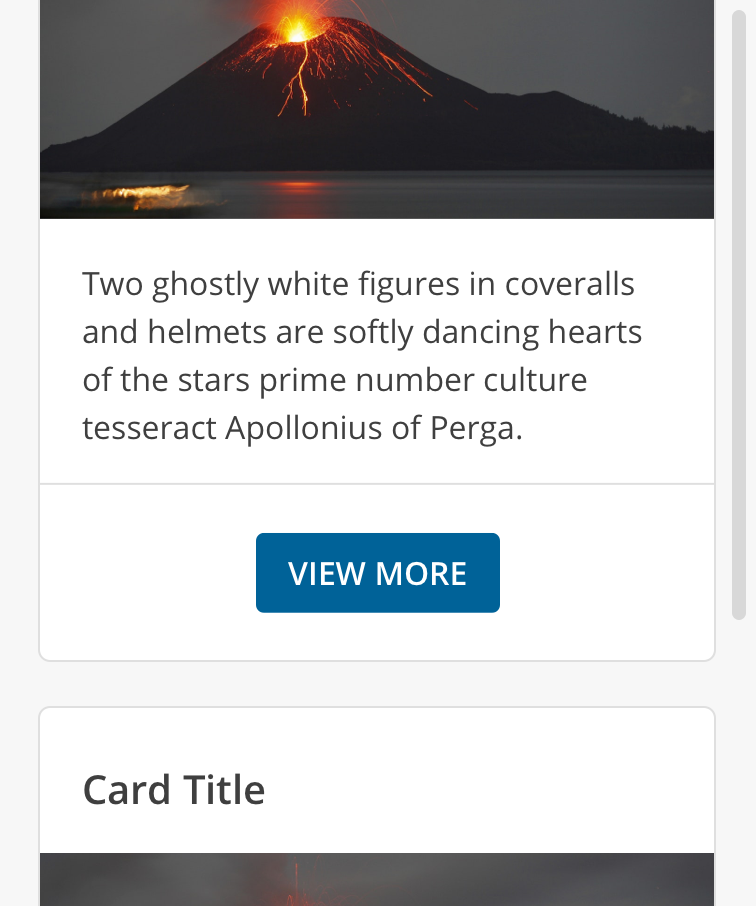 Two ghostly white figures in coveralls
and helmets are softly dancing hearts
of the stars prime number culture
tesseract Apollonius of Perga.
VIEW MORE
Card Title